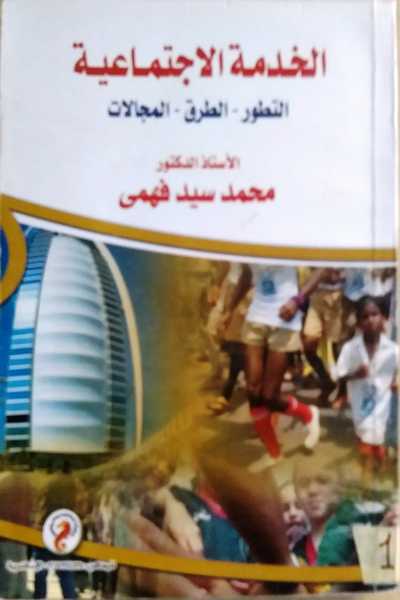 الخدمة الاجتماعية
التطور - الطرق - المجالات
الأستاذ الدكتور
محمد سيد فهمى
1